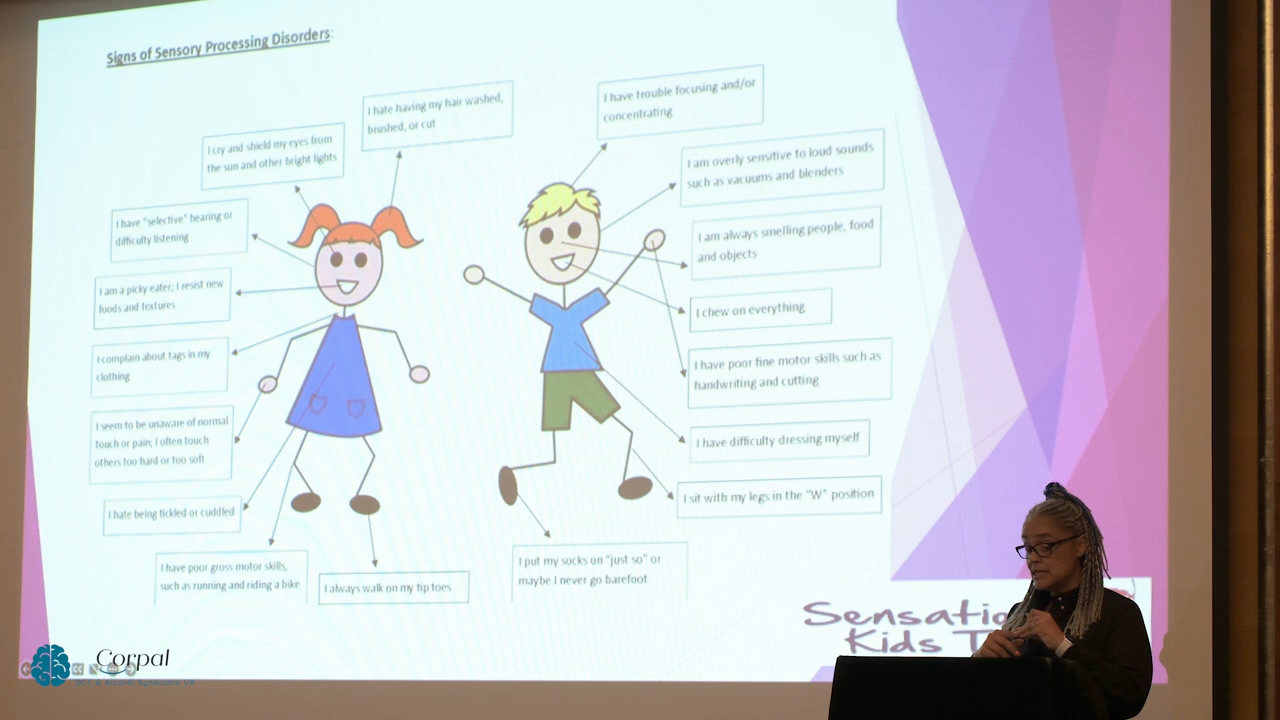 Signs of Sensory Processing Disorders:
I hate having my hair washed,
brushed, or cut
I cry and shield my eyes from
the sun and other bright lights
I have "selective" hearing or
difficulty listening
I am a picky eater; I resist new
foods and textures
I complain about tags in my
clothing
I seem to be unaware of normal
touch or pain; I often touch
others too hard or too soft
I hate being tickled or cuddled
I have poor gross motor skills,
such as running and riding a bike
I always walk on my tip toes
I have trouble focusing and/or
concentrating
I am overly sensitive to loud sounds
such as vacuums and blenders
I am always smelling people, food
and objects
I chew on everything
I have poor fine motor skills such as
handwriting and cutting
I have difficulty dressing myself
I sit with my legs in the "W" position
I put my socks on "just so" or
maybe I never go barefoot
Kids
Corpal